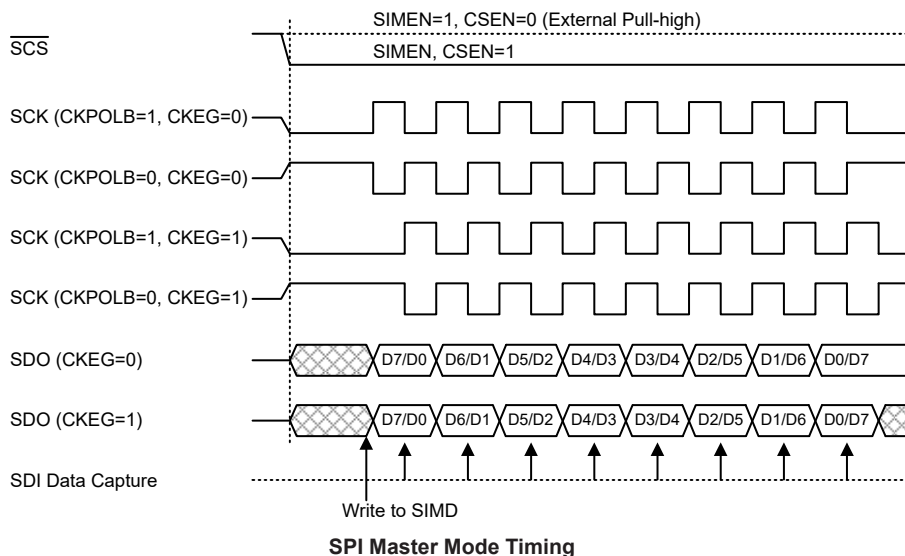 SIMEN=1, CSEN=0 (External Pull-high)
SCS
SIMEN, CSEN=1
SCK (CKPOLB=1, CKEG=0)
SCK (CKPOLB=0, CKEG=0)
SCK (CKPOLB=1, CKEG=1)
SCK (CKPOLB=0, CKEG=1)
SDO (CKEG=0) D7/D0 D6/D1 D5/D2 D4/D3 D3/D4 D2/D5 D1/D6 D0/D7
SDO (CKEG=1) D7/D0 D6/D1 D5/D2 D4/D3 D3/D4 D2/D5 D1/D6 D0/D7
SDI Data Capture
Write to SIMD
SPI Master Mode Timing